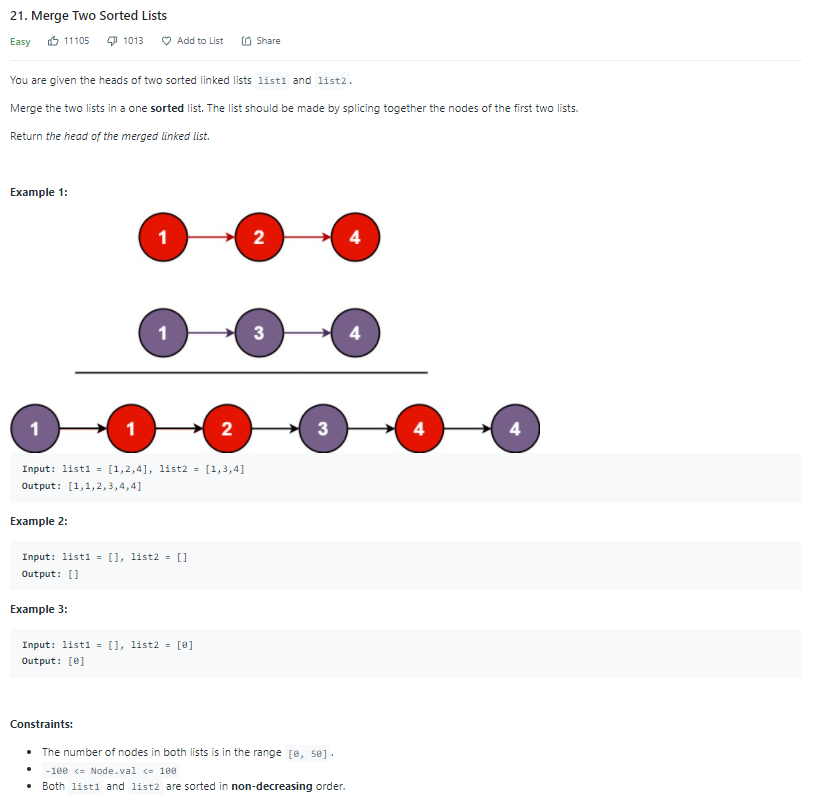 21. Merge Two Sorted Lists
Easy 11105 1013 Add to List Share
You are given the heads of two sorted linked lists list1 and list2.
Merge the two lists in a one sorted list. The list should be made by splicing together the nodes of the first two lists.
Return the head of the merged linked list.
Example 1:
1 2 4
1 3 4
1 1 2 3 4 4
Input: list1 = [1,2,4], list2 = [1,3,4]
Output: [1,1,2,3,4,4]
Example 2:
Input: list1 = [], list2 = []
Output: []
Example 3:
Input: list1 = [], list2 = [0]
Output: [0]
Constraints:
• The number of nodes in both lists is in the range [0, 50].
• -100 <= Node.val <= 100
• Both list1 and list2 are sorted in non-decreasing order.